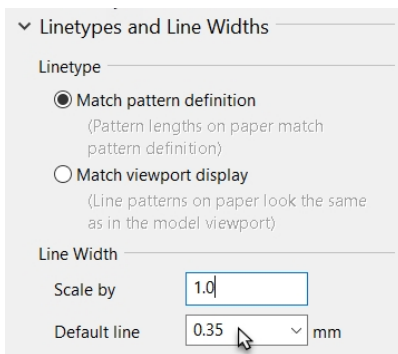 Linetypes and Line Widths
Linetype
Match pattern definition
(Pattern lengths on paper match
pattern definition)
Match viewport display
(Line patterns on paper look the same
as in the model viewport)
Line Width
Scale by 1.0
Default line 0.35 mm